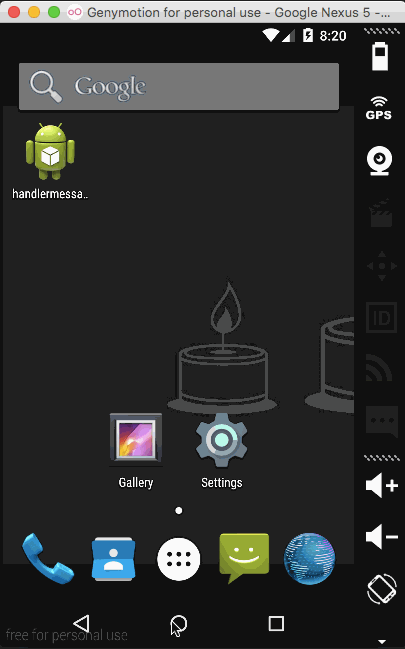 Genymotion for personal use - Google Nexus 5 -...
8:20
Google
GPS
handlermessa..
ID
Gallery
Settings
free for personal use